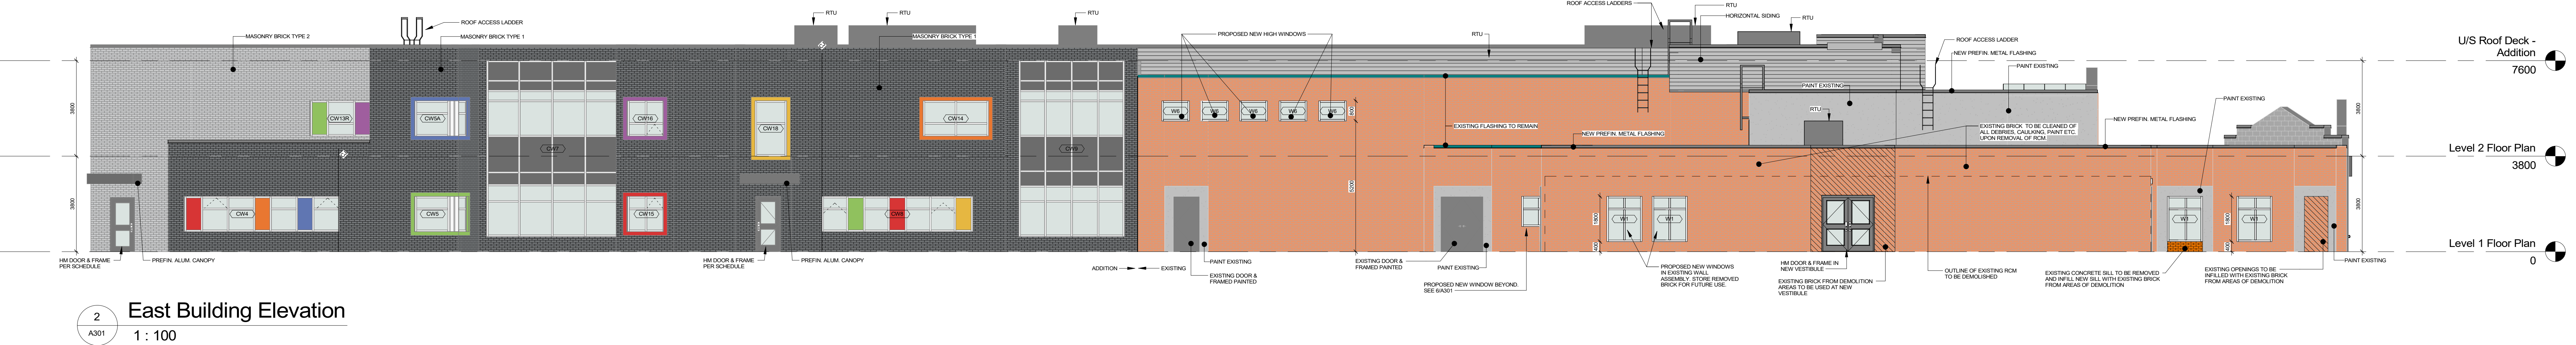 ROOF ACCESS LADDERS
RTU
RTU
RTU
RTU
HORIZONTAL SIDING
RTU
ROOF ACCESS LADDER
MASONRY BRICK TYPE 2
MASONRY BRICK TYPE 1
MASONRY BRICK TYPE 1
PROPOSED NEW HIGH WINDOWS
RTU
ROOF ACCESS LADDER
NEW PREFIN. METAL FLASHING
PAINT EXISTING
U/S Roof Deck -
Addition
7600
PAINT EXISTING
PAINT EXISTING
3800
CW13R
CW5A
CW16
CW18
CW14
W6
W6
W6
W6
W6
800
RTU
3800
EXISTING FLASHING TO REMAIN
NEW PREFIN. METAL FLASHING
EXISTING BRICK TO BE CLEANED OF
ALL DEBRIES, CAULKING, PAINT ETC.
UPON REMOVAL OF RCM.
NEW PREFIN. METAL FLASHING
CW7
CW9
Level 2 Floor Plan
3800
5200
3800
CW4
CW5
CW15
CW8
1800
W1
W1
W1
1800
W1
3800
400
400
Level 1 Floor Plan
0
HM DOOR & FRAME
PER SCHEDULE
PREFIN. ALUM. CANOPY
HM DOOR & FRAME
PER SCHEDULE
PREFIN. ALUM. CANOPY
ADDITION
EXISTING
PAINT EXISTING
EXISTING DOOR &
FRAMED PAINTED
EXISTING DOOR &
FRAMED PAINTED
PAINT EXISTING
PROPOSED NEW WINDOW BEYOND.
SEE 6/A301
PROPOSED NEW WINDOWS
IN EXISTING WALL
ASSEMBLY. STORE REMOVED
BRICK FOR FUTURE USE.
HM DOOR & FRAME IN
NEW VESTIBULE
EXISTING BRICK FROM DEMOLITION
AREAS TO BE USED AT NEW
VESTIBULE
OUTLINE OF EXISTING RCM
TO BE DEMOLISHED
EXISTING CONCRETE SILL TO BE REMOVED
AND INFILL NEW SILL WITH EXISTING BRICK
FROM AREAS OF DEMOLITION
EXISTING OPENINGS TO BE
INFILLED WITH EXISTING BRICK
FROM AREAS OF DEMOLITION
PAINT EXISTING
2
A301
East Building Elevation
1 : 100